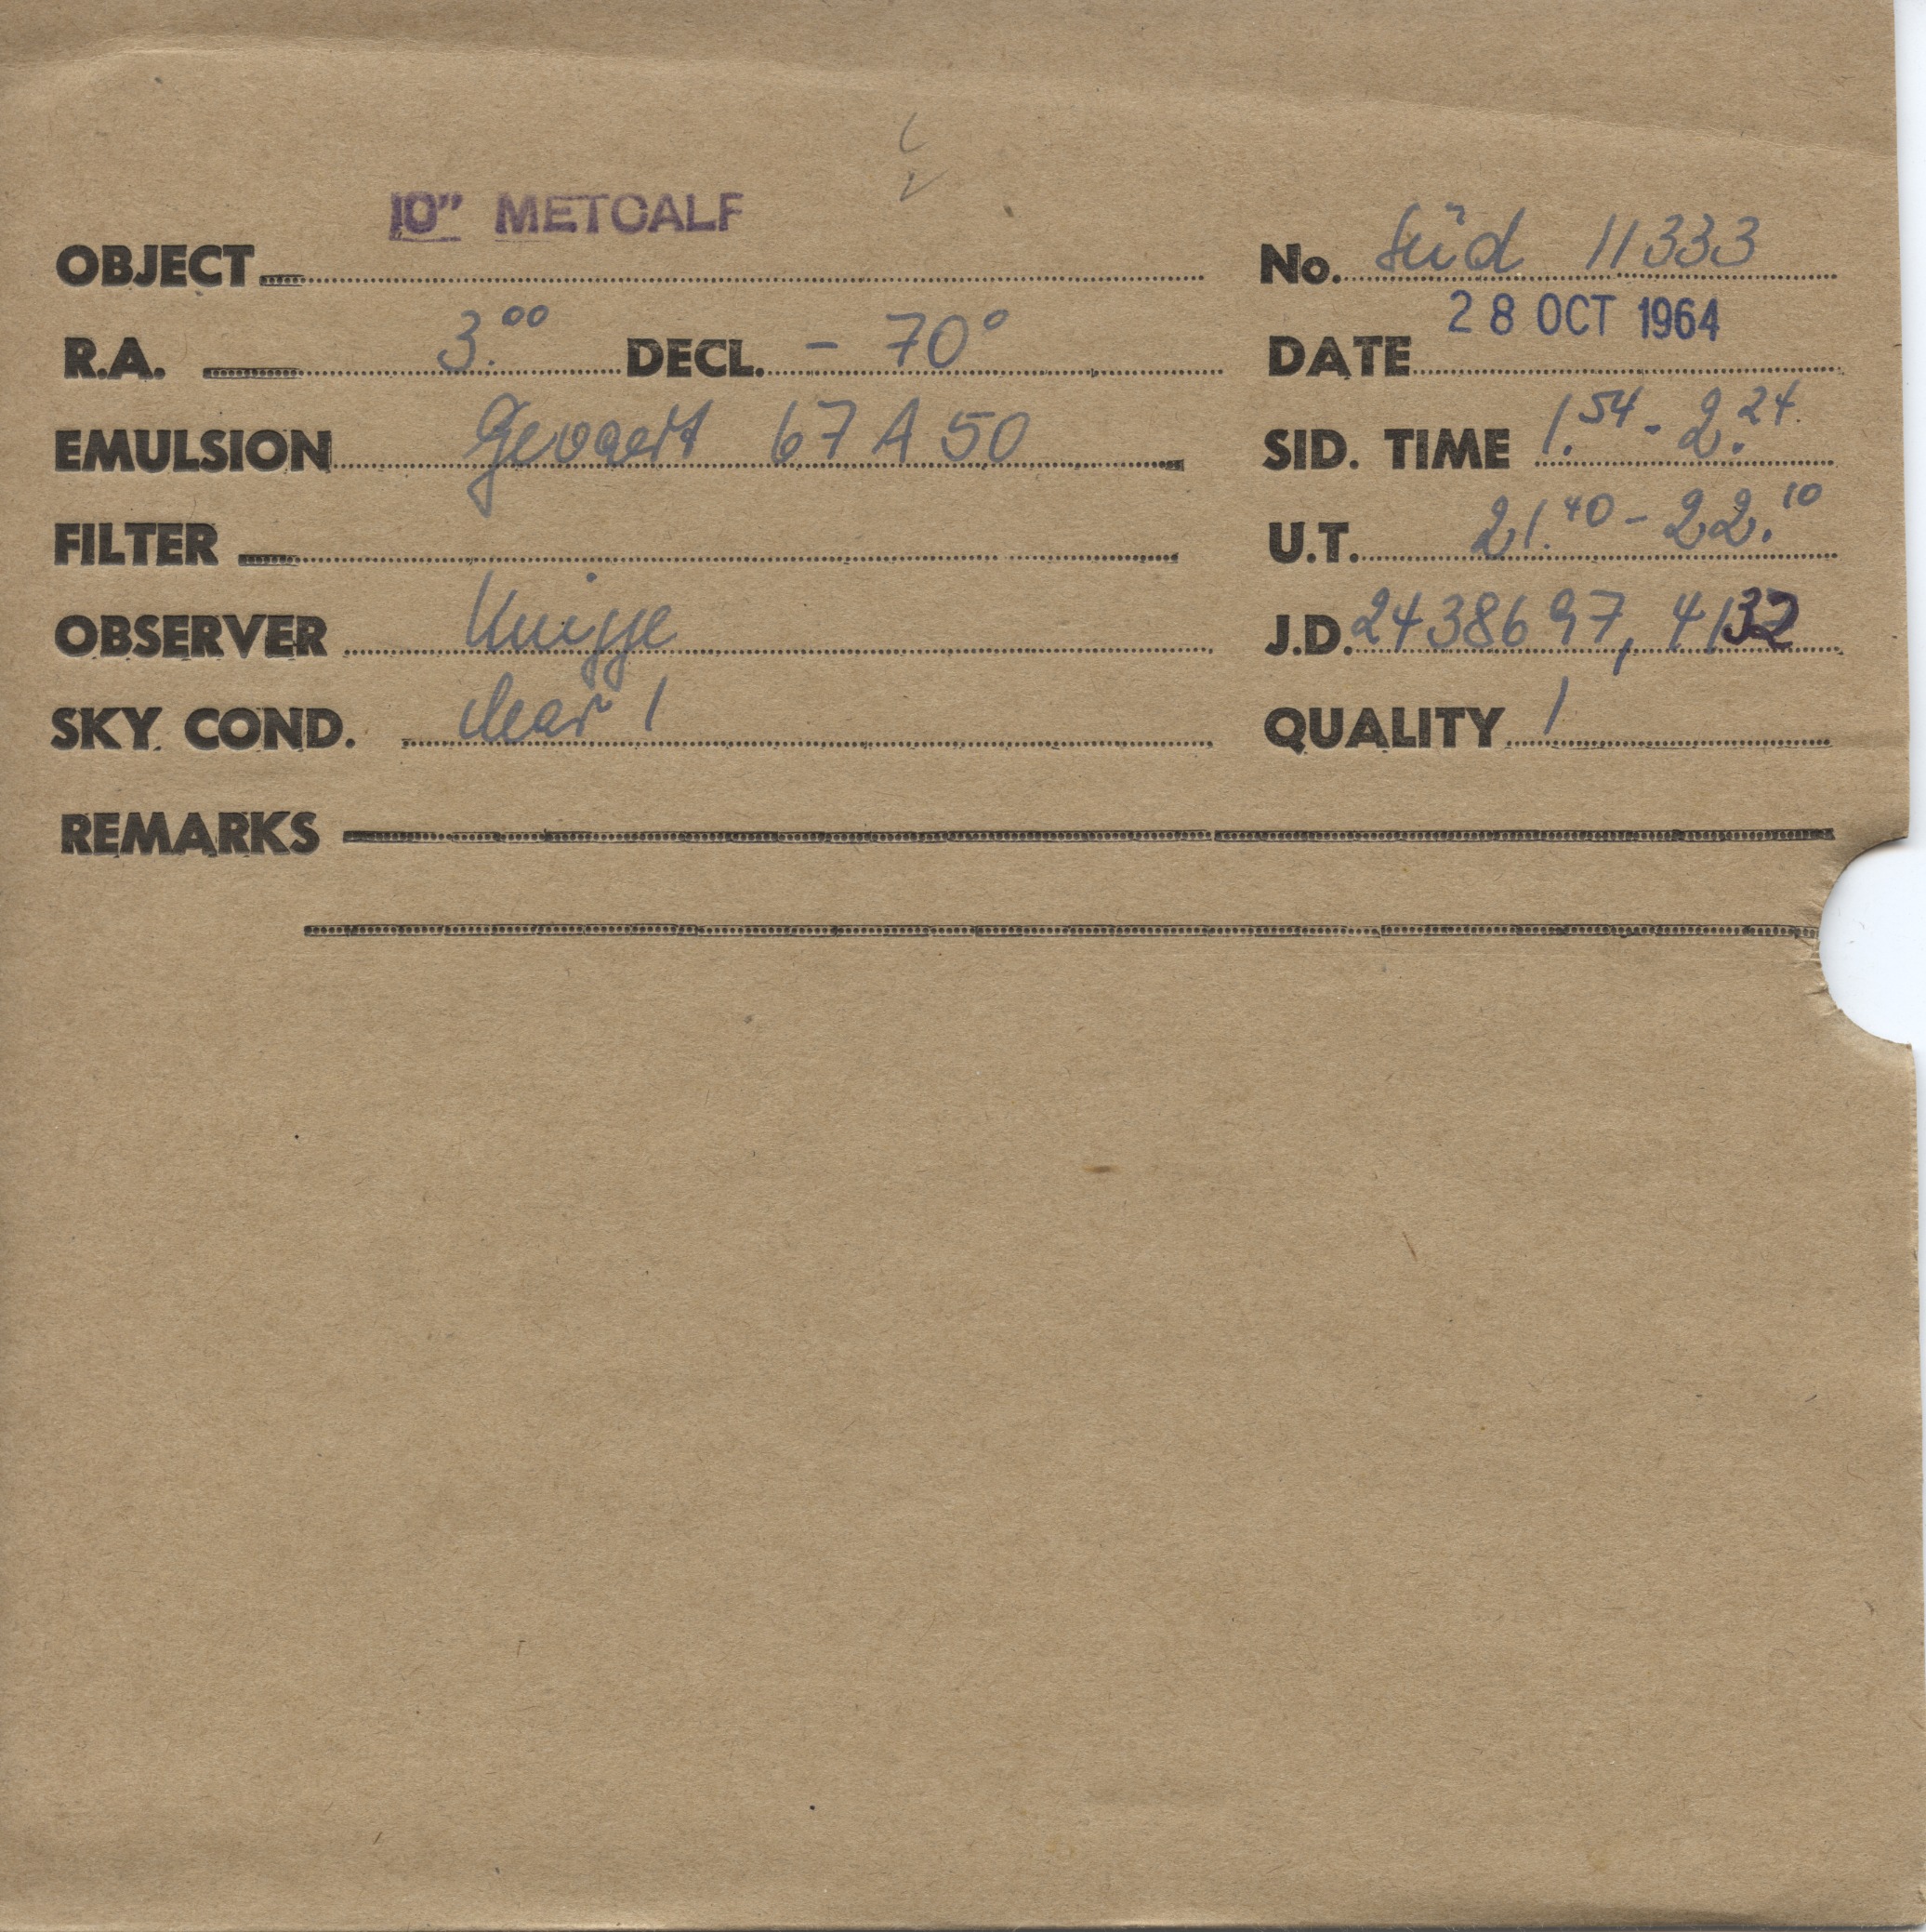 10" METCALF
OBJECT No. Süd 11333
R.A. 3.00 DECL. - 70° DATE 28 OCT 1964
EMULSION Gevaert 67 A 50 SID. TIME 1.54 - 2.24
FILTER U.T. 21.40 - 22.10
OBSERVER Knigge J.D. 2438697,4132
SKY COND. clear 1 QUALITY 1
REMARKS